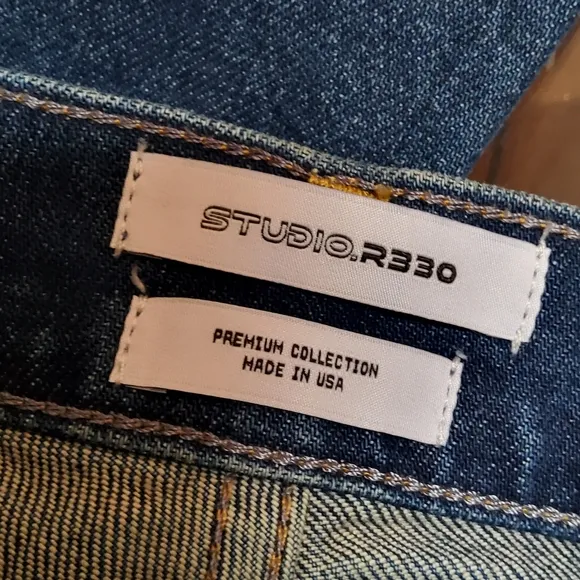 STUDIO.R330
PREMIUM COLLECTION
MADE IN USA